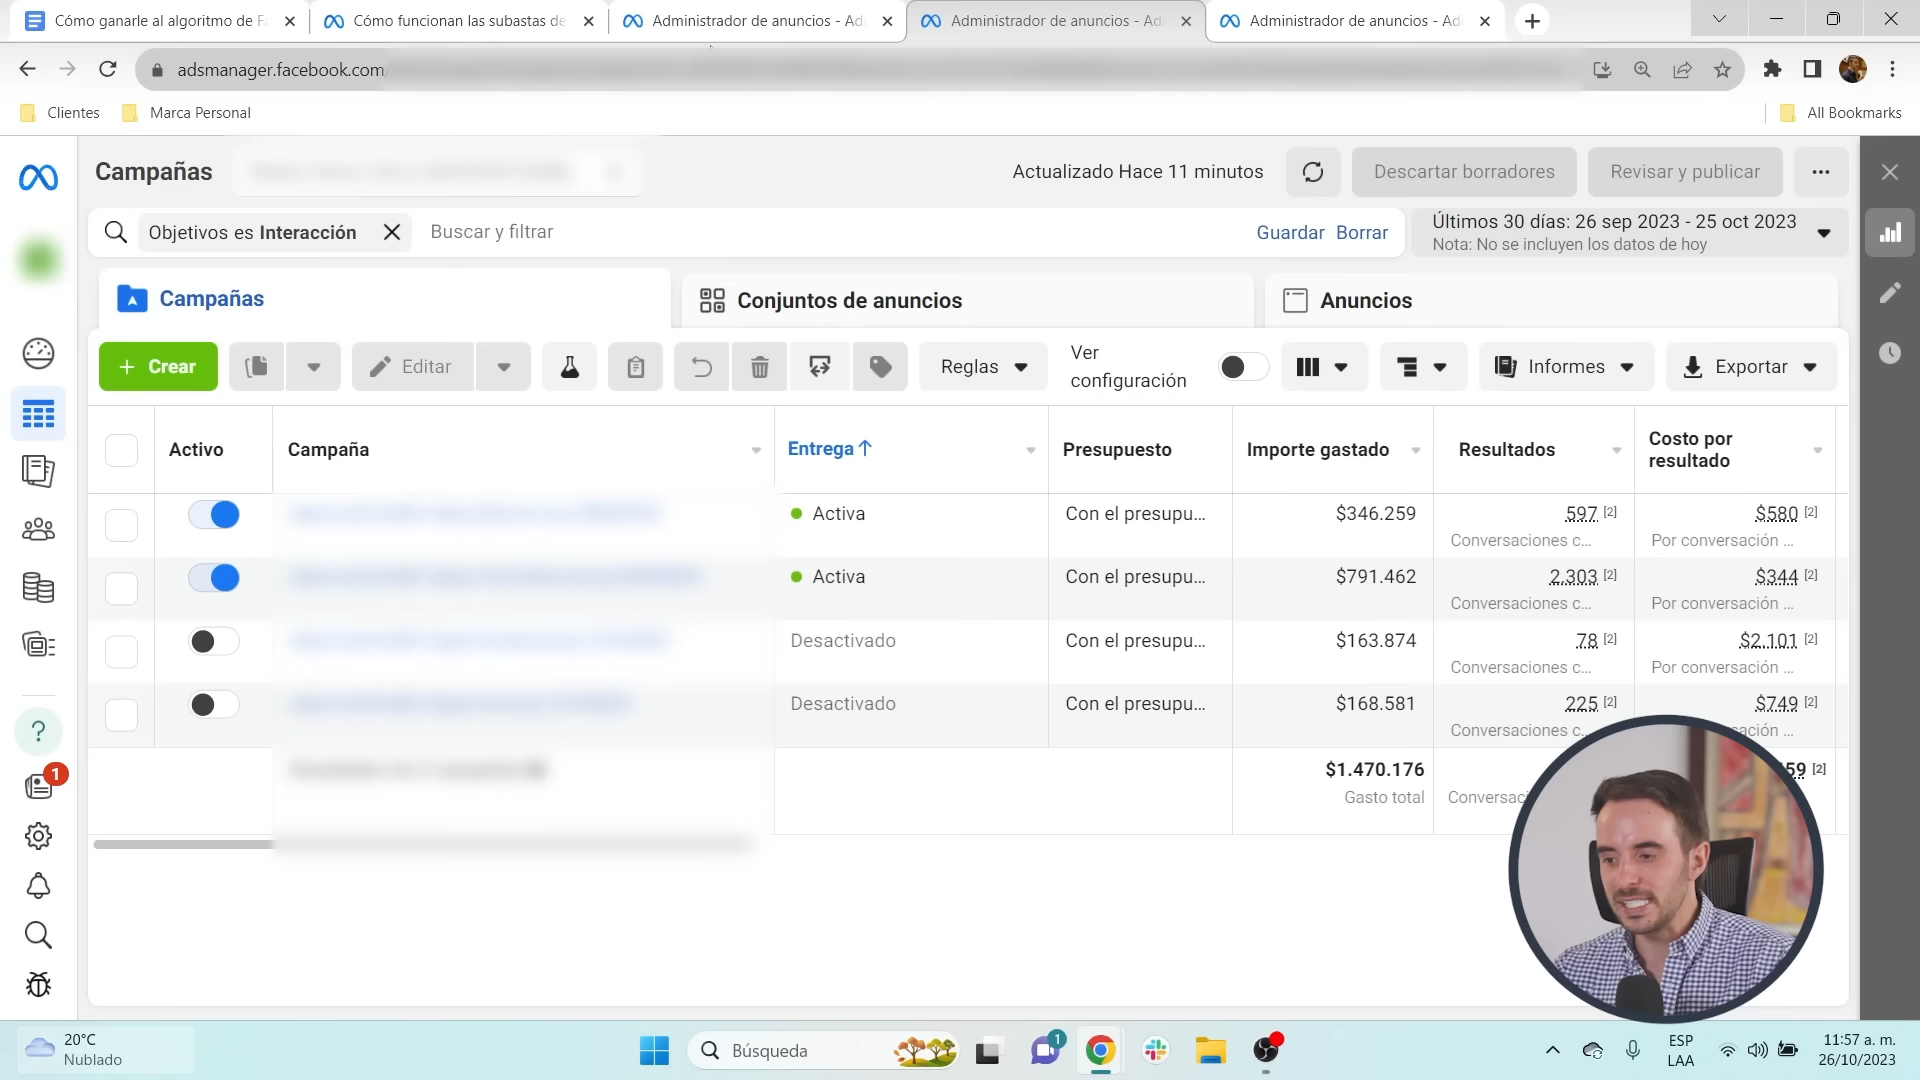 Cómo ganarle al algoritmo de Fa
Cómo funcionan las subastas de
Administrador de anuncios - Ad
Administrador de anuncios - Ad
Administrador de anuncios - Ad
adsmanager.facebook.com/
Clientes
Marca Personal
All Bookmarks
Campañas
Actualizado Hace 11 minutos
Descartar borradores
Revisar y publicar
Objetivos es Interacción
Buscar y filtrar
Guardar
Borrar
Últimos 30 días: 26 sep 2023 - 25 oct 2023
Nota: No se incluyen los datos de hoy
Campañas
Conjuntos de anuncios
Anuncios
+ Crear
Editar
Reglas
Ver configuración
Informes
Exportar
Activo
Campaña
Entrega↑
Presupuesto
Importe gastado
Resultados
Costo por resultado
Activa
Con el presupu...
$346.259
597 [2]
$580 [2]
Conversaciones c...
Por conversación ...
Activa
Con el presupu...
$791.462
2.303 [2]
$344 [2]
Conversaciones c...
Por conversación ...
Desactivado
Con el presupu...
$163.874
78 [2]
$2.101 [2]
Conversaciones c...
Por conversación ...
Desactivado
Con el presupu...
$168.581
225 [2]
$749 [2]
Conversaciones c...
ación ...
$1.470.176
59 [2]
Gasto total
Conversaci
?
1
20°C
Nublado
Búsqueda
1
ESP
LAA
11:57 a. m.
26/10/2023